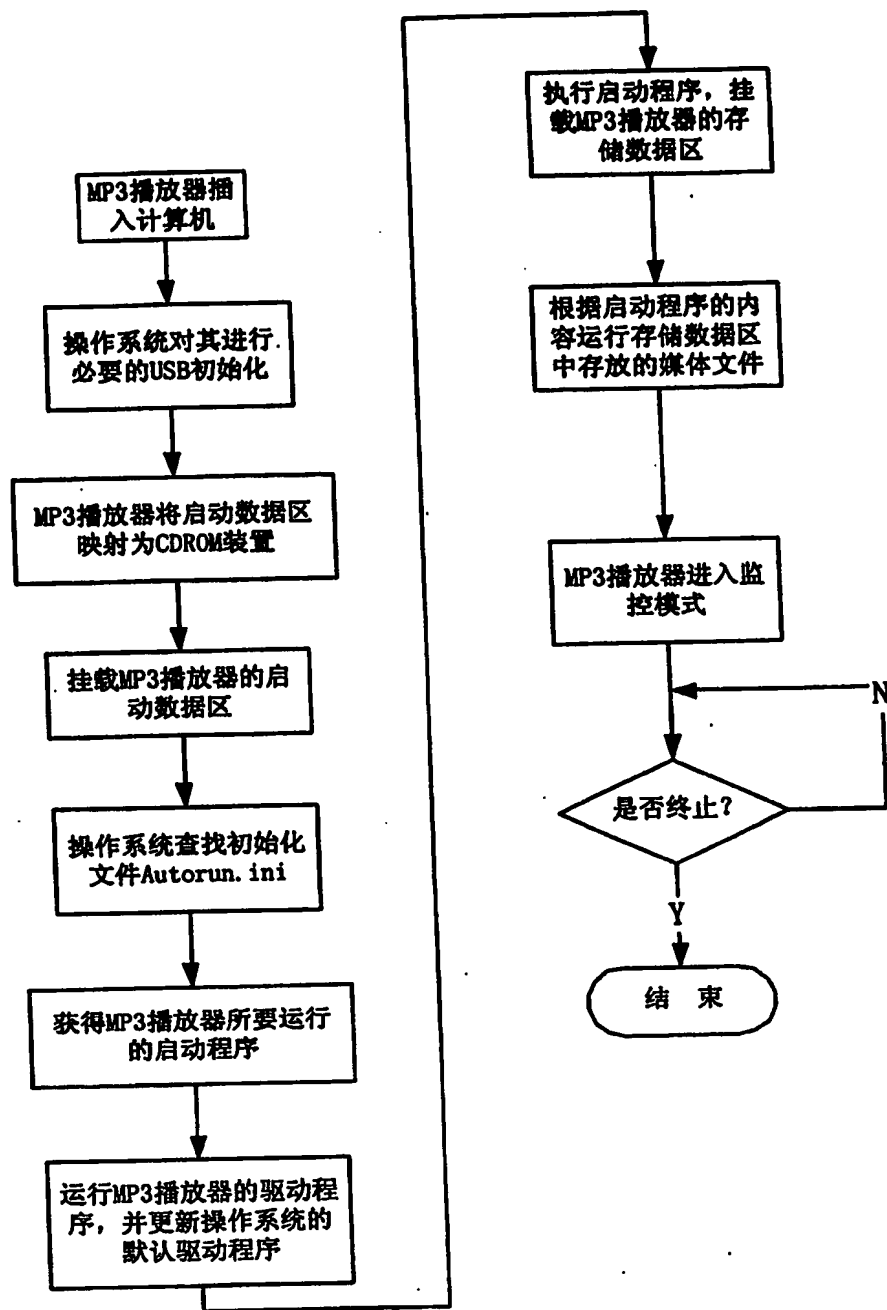 MP3播放器插
入计算机
操作系统对其进行
必要的USB初始化
MP3播放器将启动数据区
映射为CDROM装置
挂载MP3播放器的启
动数据区
操作系统查找初始化
文件Autorun.ini
获得MP3播放器所要运行
的启动程序
运行MP3播放器的驱动程
序，并更新操作系统的
默认驱动程序
执行启动程序，挂
载MP3播放器的存
储数据区
根据启动程序的内
容运行存储数据区
中存放的媒体文件
MP3播放器进入监
控模式
N
是否终止？
Y
结 束